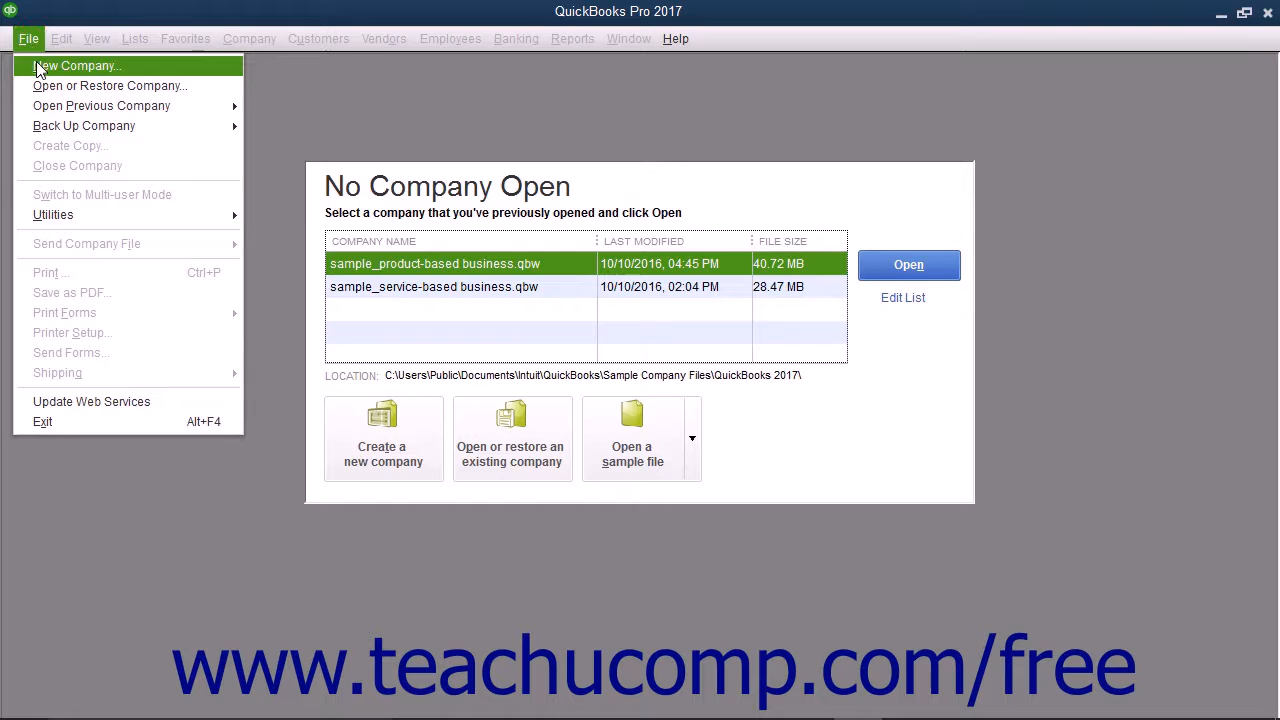 QuickBooks Pro 2017
File Edit View Lists Favorites Company Customers Vendors Employees Banking Reports Window Help
New Company...
Open or Restore Company...
Open Previous Company
Back Up Company
Create Copy...
Close Company
Switch to Multi-user Mode
Utilities
Send Company File
Print... Ctrl+P
Save as PDF...
Print Forms
Printer Setup...
Send Forms...
Shipping
Update Web Services
Exit Alt+F4
No Company Open
Select a company that you've previously opened and click Open
COMPANY NAME LAST MODIFIED FILE SIZE
sample_product-based business.qbw 10/10/2016, 04:45 PM 40.72 MB
sample_service-based business.qbw 10/10/2016, 02:04 PM 28.47 MB
Open
Edit List
LOCATION: C:\Users\Public\Documents\Intuit\QuickBooks\Sample Company Files\QuickBooks 2017\
Create a
new company
Open or restore an
existing company
Open a
sample file
www.teachucomp.com/free